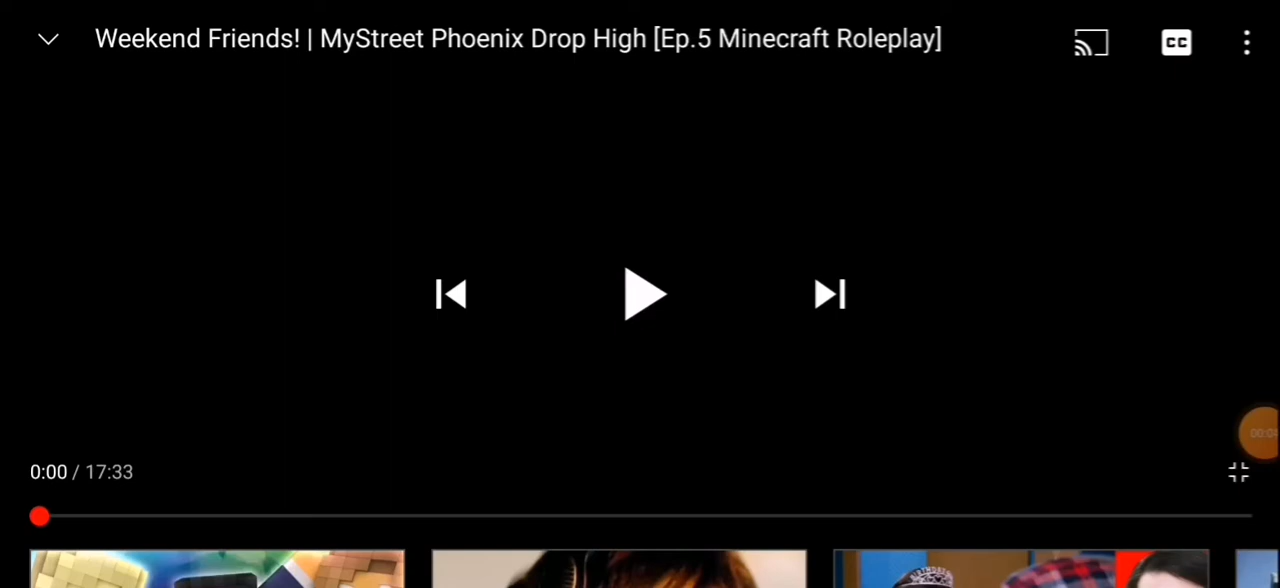 Weekend Friends! | MyStreet Phoenix Drop High [Ep.5 Minecraft Roleplay]
CC
0:00 / 17:33